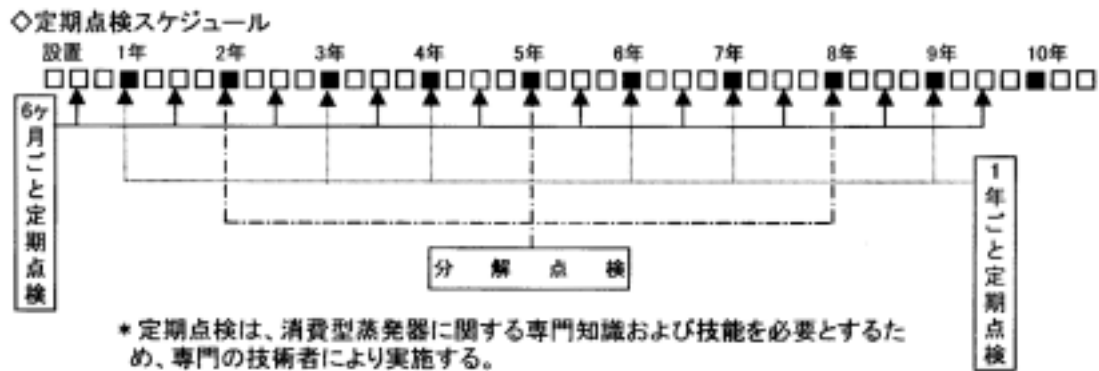 ◇定期点検スケジュール
設置 1年 2年 3年 4年 5年 6年 7年 8年 9年 10年
6ヶ月ごと定期点検
1年ごと定期点検
分解点検
* 定期点検は、消費型蒸発器に関する専門知識および技能を必要とするた
め、専門の技術者により実施する。